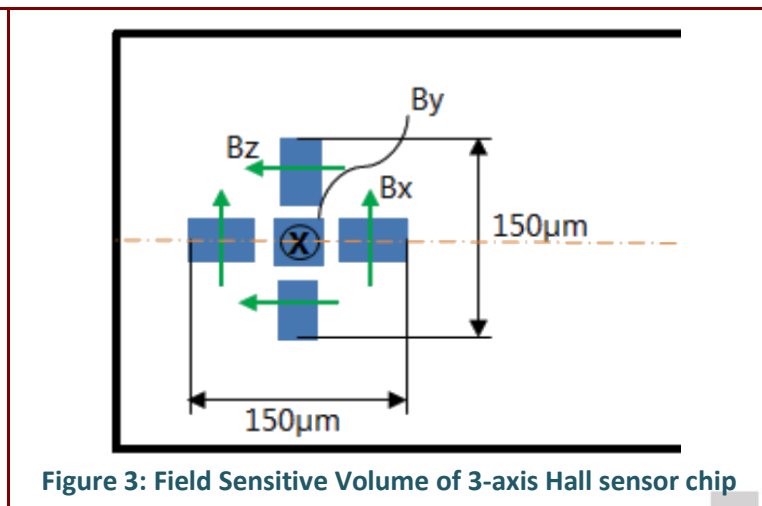 By
Bz
Bx
150µm
X
150µm
Figure 3: Field Sensitive Volume of 3-axis Hall sensor chip